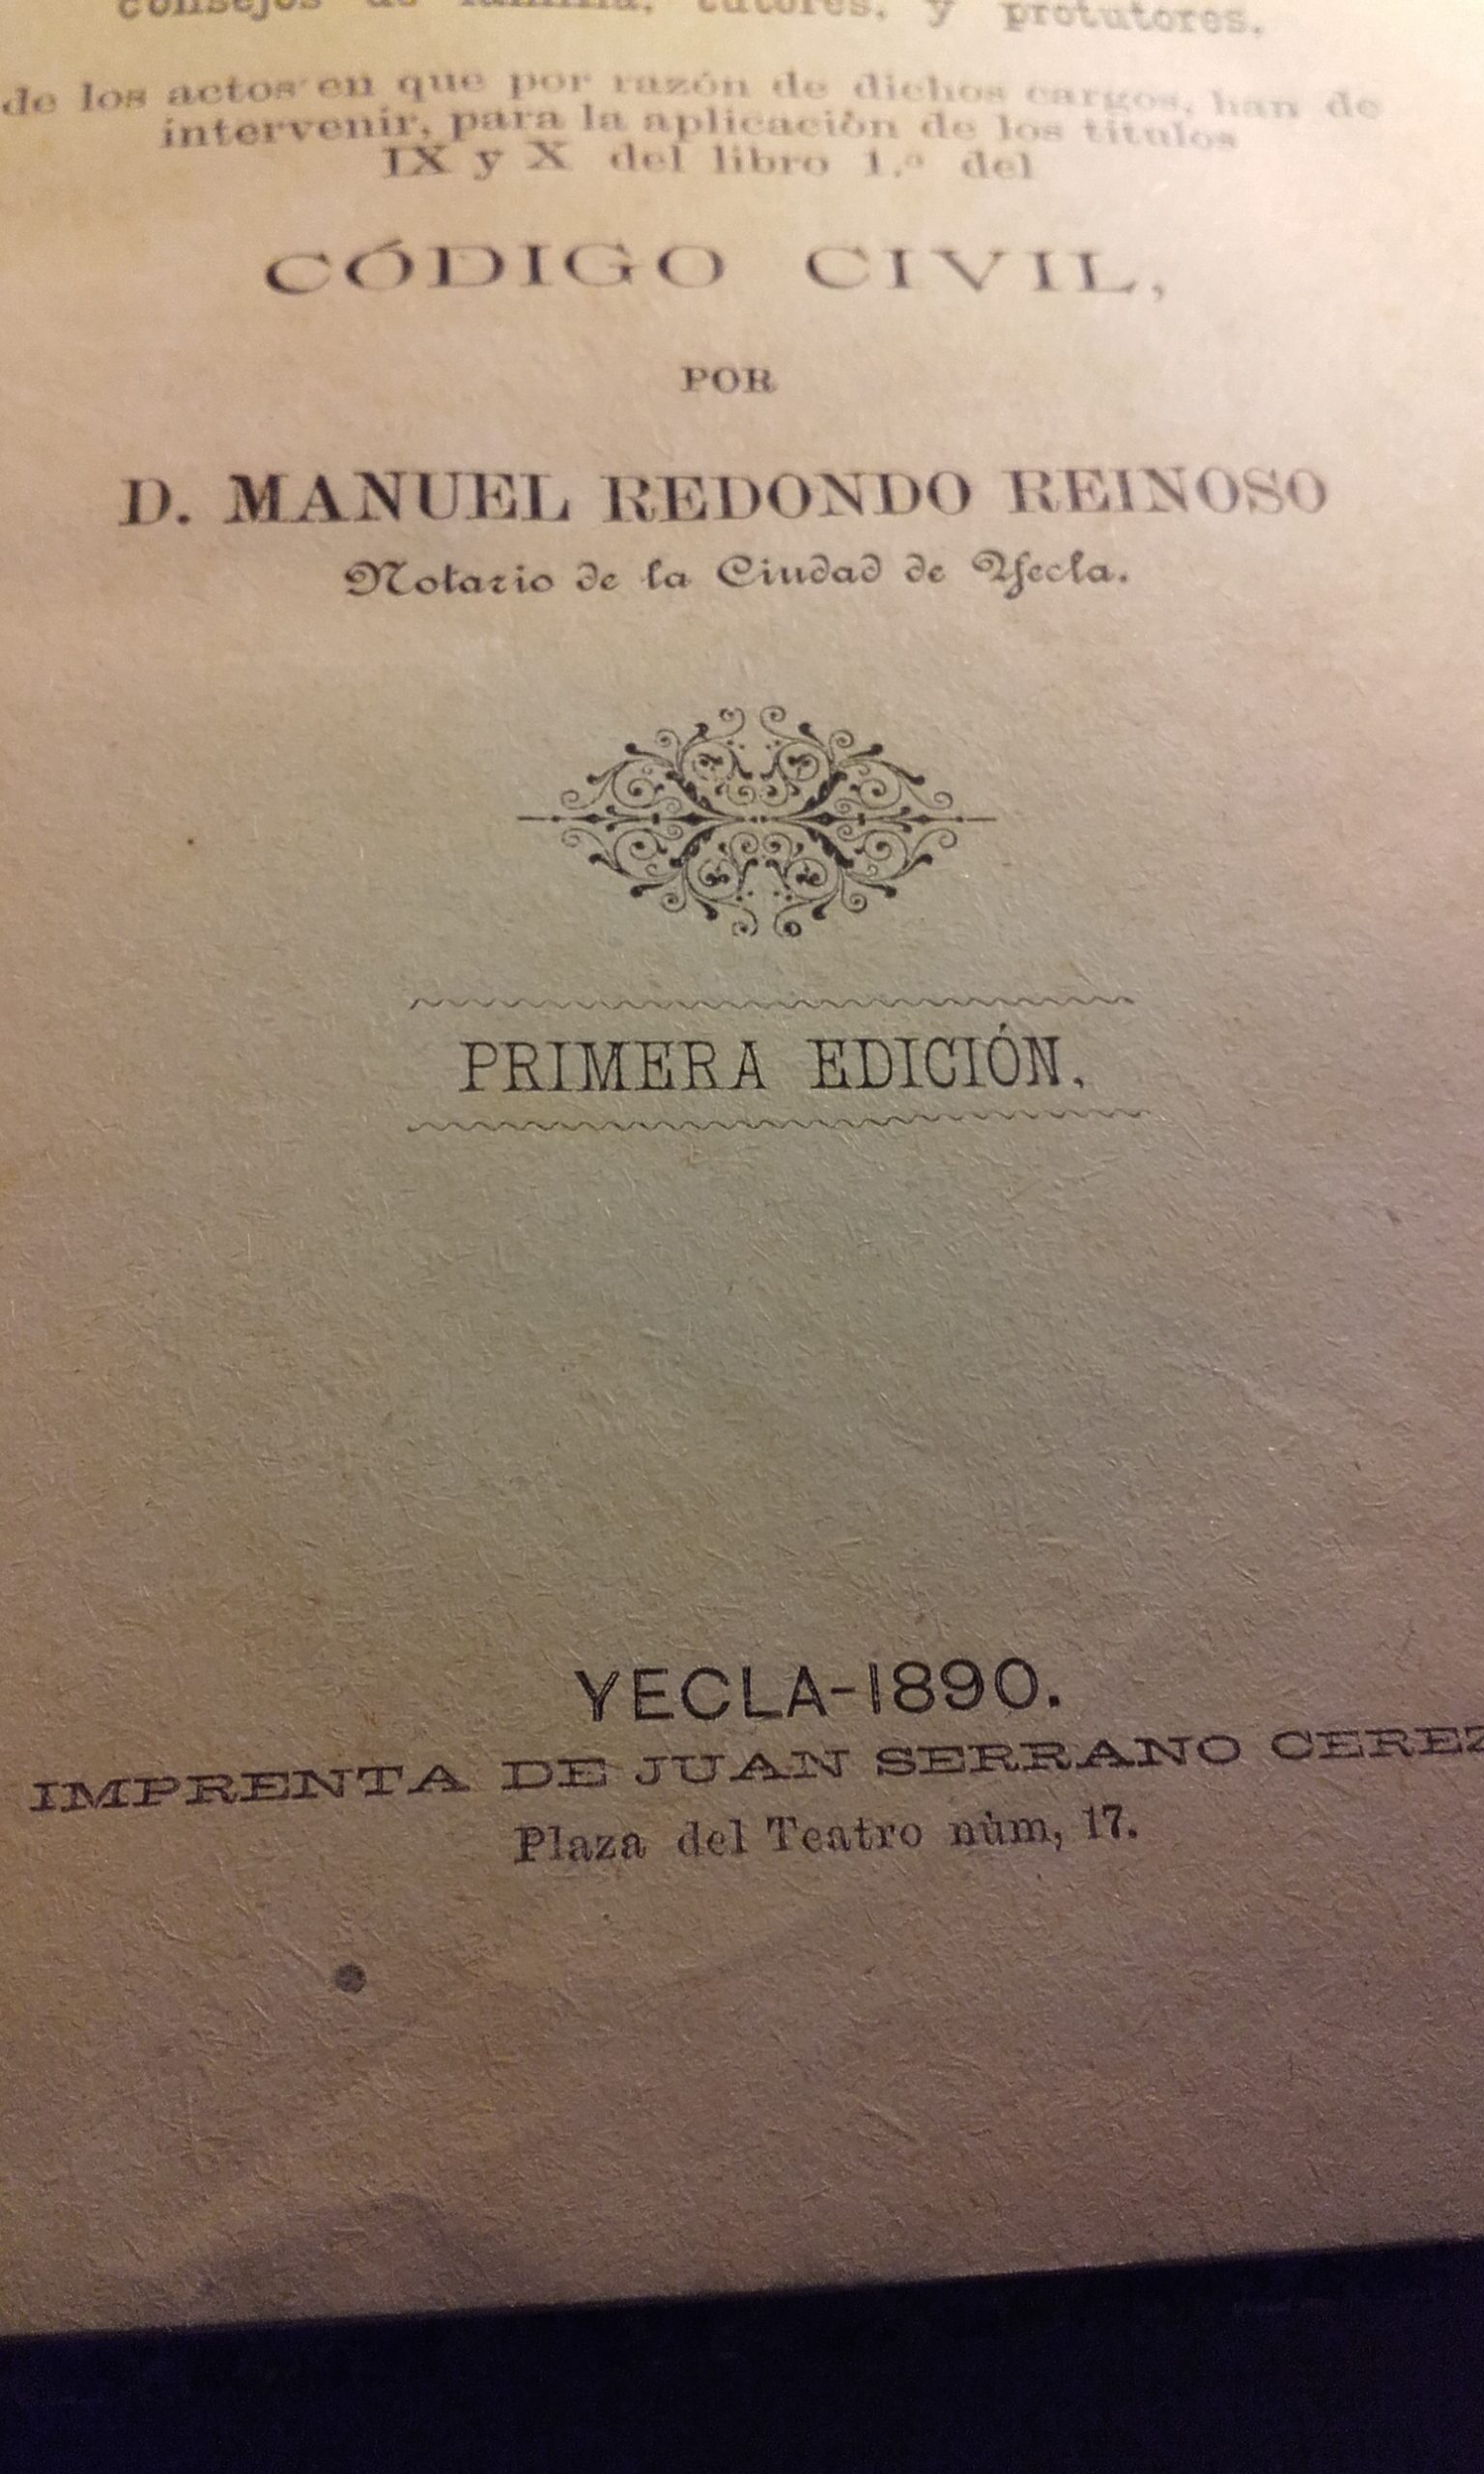 consejos de familia, tutores, y protutores,
de los actos en que por razón de dichos cargos, han de
intervenir, para la aplicación de los títulos
IX y X del libro 1.º del
CÓDIGO CIVIL,
POR
D. MANUEL REDONDO REINOSO
Notario de la Ciudad de Yecla.
PRIMERA EDICIÓN,
YECLA-1890.
IMPRENTA DE JUAN SERRANO CEREZ
Plaza del Teatro nùm, 17.